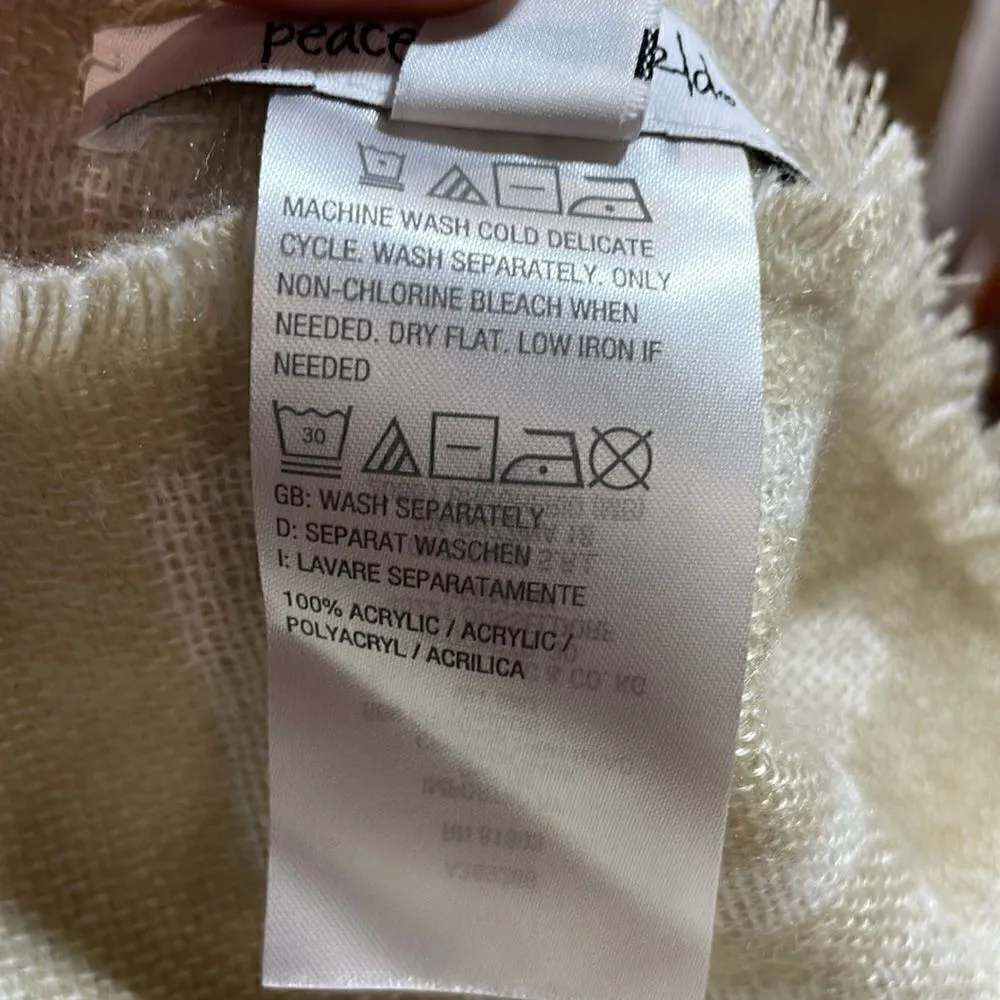 peace
MACHINE WASH COLD DELICATE
CYCLE. WASH SEPARATELY. ONLY
NON-CHLORINE BLEACH WHEN
NEEDED. DRY FLAT. LOW IRON IF
NEEDED
30
GB: WASH SEPARATELY
D: SEPARAT WASCHEN
I: LAVARE SEPARATAMENTE
100% ACRYLIC / ACRYLIC /
POLYACRYL / ACRILICA